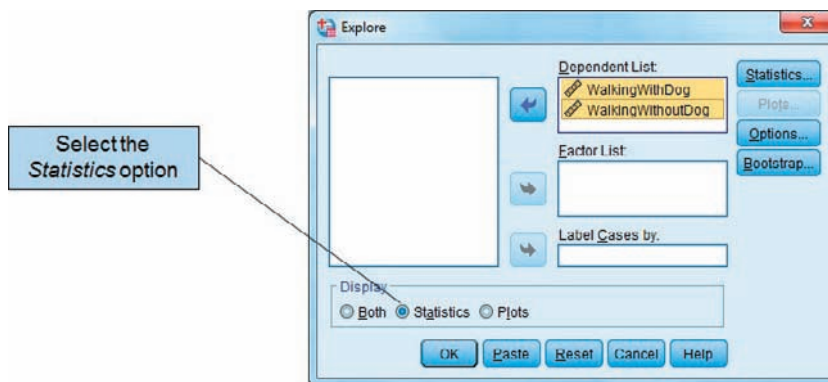 Explore
Dependent List:
WalkingWithDog
WalkingWithoutDog
Statistics...
Plots...
Options...
Bootstrap...
Select the
Statistics option
Factor List:
Label Cases by:
Display
Both Statistics Plots
OK Paste Reset Cancel Help